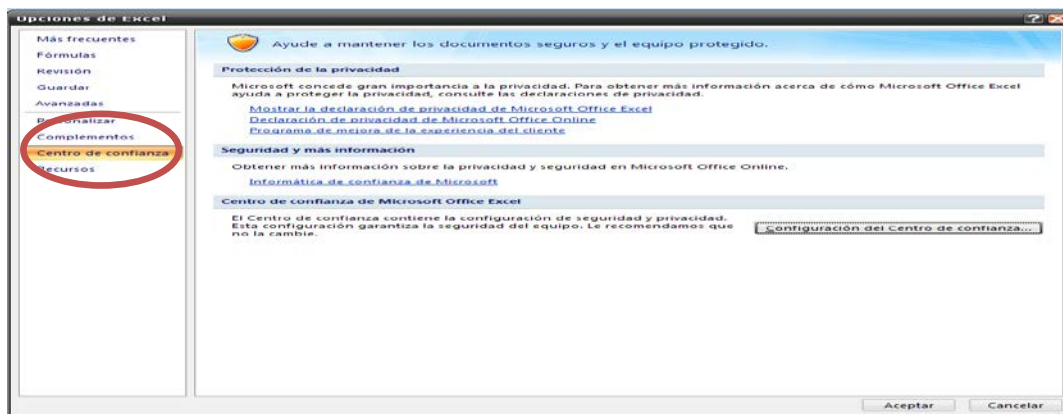 Opciones de Excel
Más frecuentes
Fórmulas
Revisión
Guardar
Avanzadas
Personalizar
Complementos
Centro de confianza
Recursos
Ayude a mantener los documentos seguros y el equipo protegido.
Protección de la privacidad
Microsoft concede gran importancia a la privacidad. Para obtener más información acerca de cómo Microsoft Office Excel
ayuda a proteger la privacidad, consulte las declaraciones de privacidad.
Mostrar la declaración de privacidad de Microsoft Office Excel
Declaración de privacidad de Microsoft Office Online
Programa de mejora de la experiencia del cliente
Seguridad y más información
Obtener más información sobre la privacidad y seguridad en Microsoft Office Online.
Informática de confianza de Microsoft
Centro de confianza de Microsoft Office Excel
El Centro de confianza contiene la configuración de seguridad y privacidad.
Esta configuración garantiza la seguridad del equipo. Le recomendamos que
no la cambie.
Configuración del Centro de confianza...
Aceptar
Cancelar